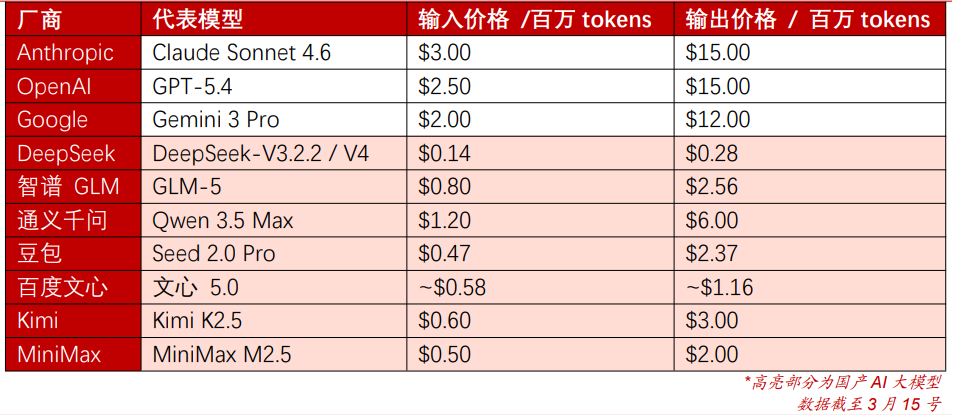 厂商 代表模型 输入价格 /百万 tokens 输出价格 / 百万 tokens
Anthropic Claude Sonnet 4.6 $3.00 $15.00
OpenAI GPT-5.4 $2.50 $15.00
Google Gemini 3 Pro $2.00 $12.00
DeepSeek DeepSeek-V3.2.2 / V4 $0.14 $0.28
智谱 GLM GLM-5 $0.80 $2.56
通义千问 Qwen 3.5 Max $1.20 $6.00
豆包 Seed 2.0 Pro $0.47 $2.37
百度文心 文心 5.0 ~$0.58 ~$1.16
Kimi Kimi K2.5 $0.60 $3.00
MiniMax MiniMax M2.5 $0.50 $2.00
*高亮部分为国产 AI 大模型
数据截至 3 月 15 号